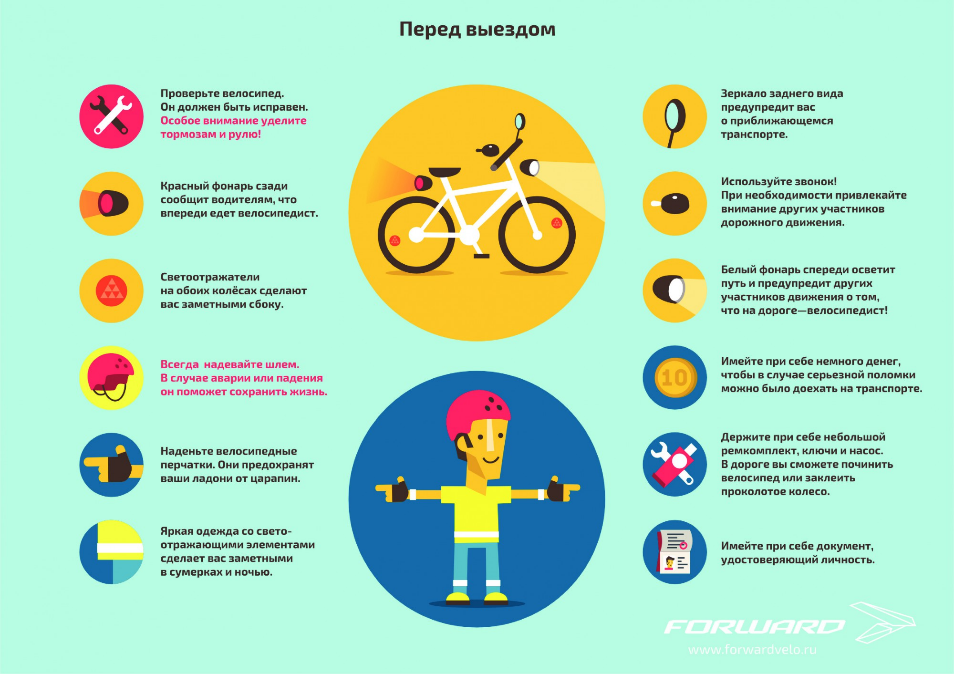 Перед выездом
Проверьте велосипед.
Он должен быть исправен.
Особое внимание уделите
тормозам и рулю!
Красный фонарь сзади
сообщит водителям, что
впереди едет велосипедист.
Светоотражатели
на обоих колёсах сделают
вас заметными сбоку.
Всегда надевайте шлем.
В случае аварии или падения
он поможет сохранить жизнь.
Наденьте велосипедные
перчатки. Они предохранят
ваши ладони от царапин.
Яркая одежда со свето-
отражающими элементами
сделает вас заметными
в сумерках и ночью.
Зеркало заднего вида
предупредит вас
о приближающемся
транспорте.
Используйте звонок!
При необходимости привлекайте
внимание других участников
дорожного движения.
Белый фонарь спереди осветит
путь и предупредит других
участников движения о том,
что на дороге—велосипедист!
10
Имейте при себе немного денег,
чтобы в случае серьезной поломки
можно было доехать на транспорте.
Держите при себе небольшой
ремкомплект, ключи и насос.
В дороге вы сможете починить
велосипед или заклеить
проколотое колесо.
Имейте при себе документ,
удостоверяющий личность.
FORWARD
www.forwardvelo.ru